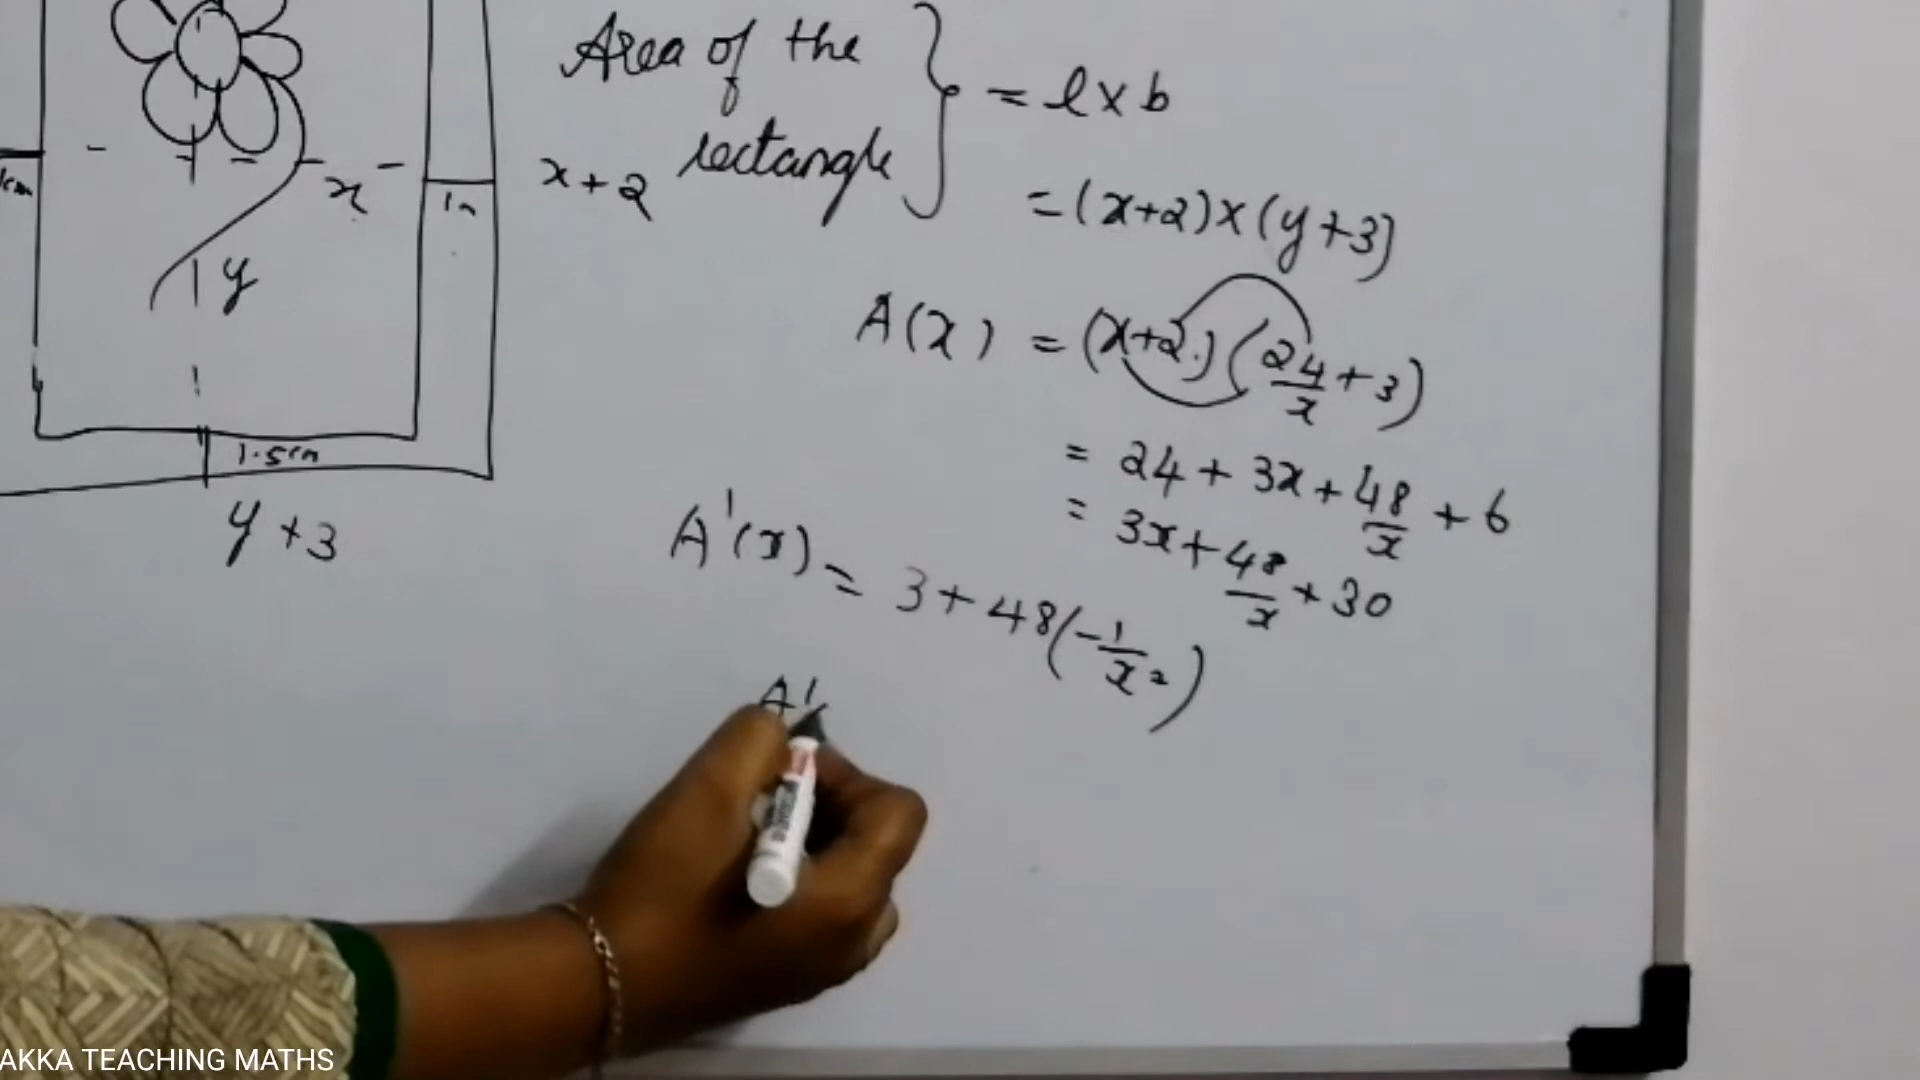 Area of the rectangle } = l x b
x+2
= (x+2) x (y+3)
x
1cm
y
A(x) = (x+2)(24/x + 3)
1.5cm
= 24 + 3x + 48/x + 6
y+3
= 3x + 48/x + 30
A'(x) = 3 + 48(-1/x²)
A'
AKKA TEACHING MATHS